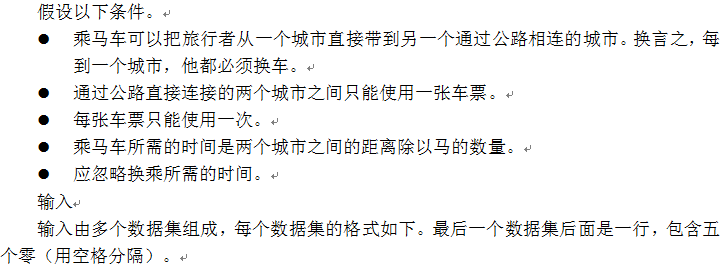 假设以下条件。
● 乘马车可以把旅行者从一个城市直接带到另一个通过公路相连的城市。换言之，每
到一个城市，他都必须换车。
● 通过公路直接连接的两个城市之间只能使用一张车票。
● 每张车票只能使用一次。
● 乘马车所需的时间是两个城市之间的距离除以马的数量。
● 应忽略换乘所需的时间。
输入
输入由多个数据集组成，每个数据集的格式如下。最后一个数据集后面是一行，包含五
个零（用空格分隔）。